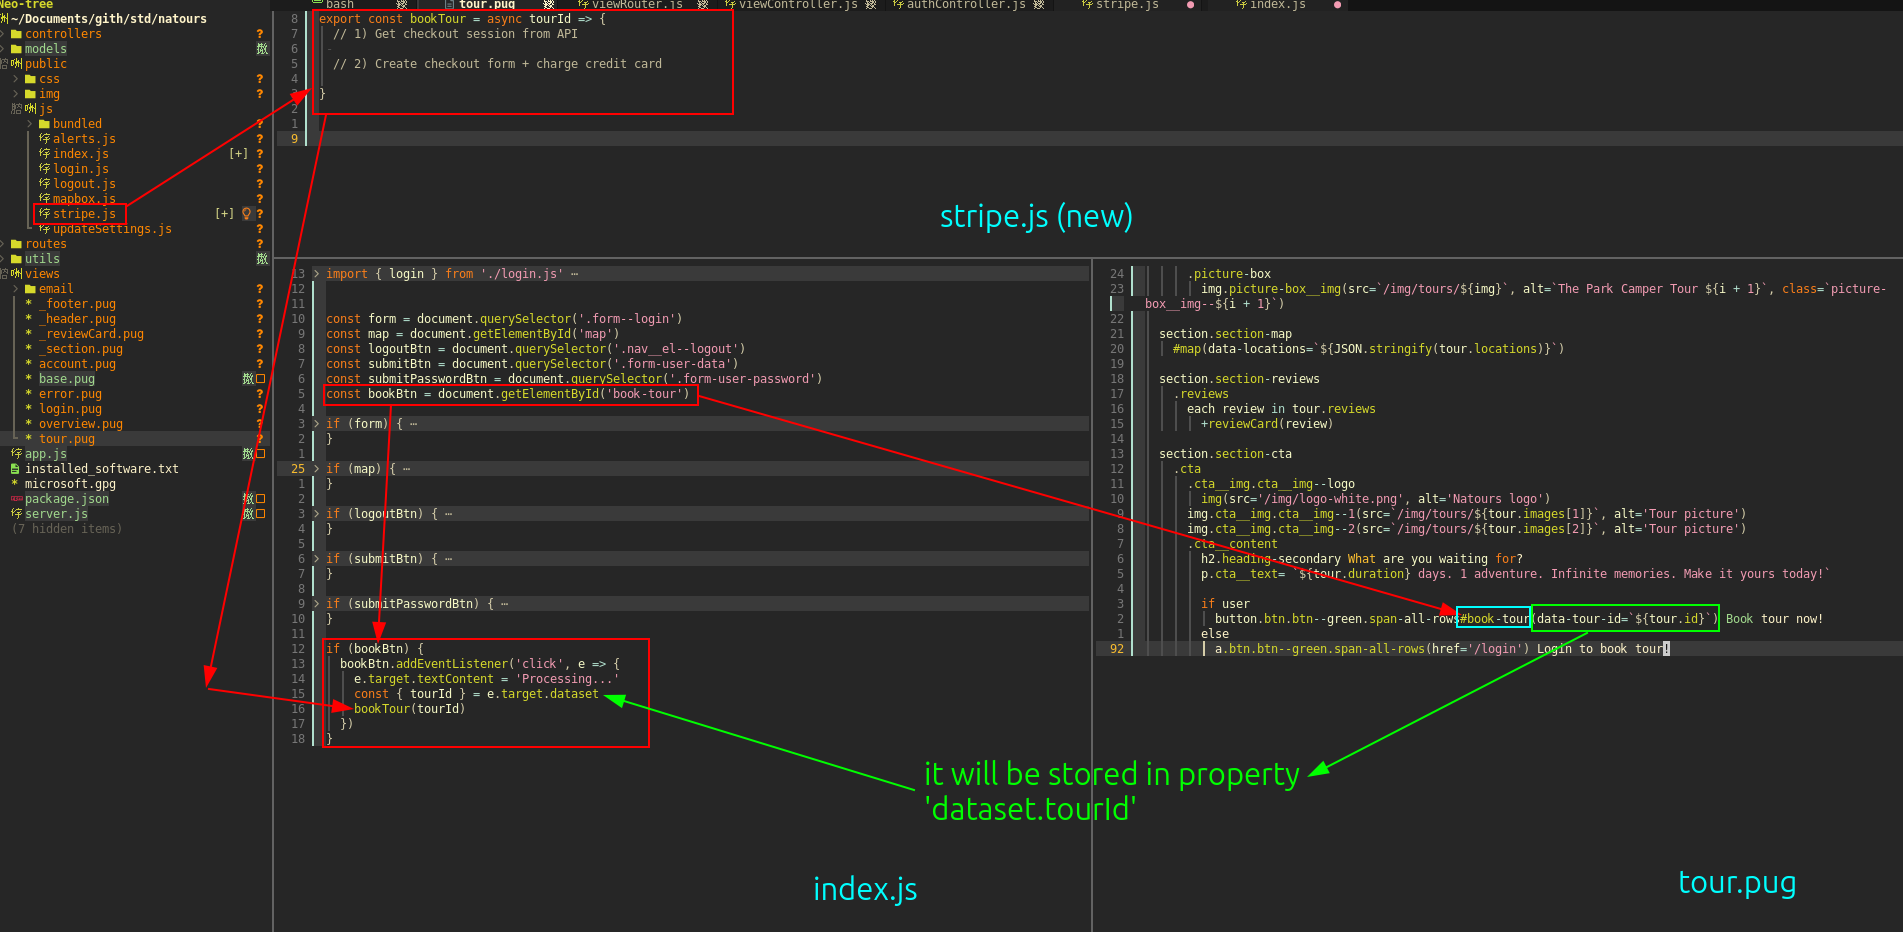 Neo-tree
~/Documents/gith/std/natours
controllers ?
models
public
css ?
img ?
js
bundled ?
alerts.js ?
index.js [+] ?
login.js ?
logout.js ?
mapbox.js ?
stripe.js [+] ?
updateSettings.js ?
routes ?
utils
views
email ?
* _footer.pug ?
* _header.pug ?
* _reviewCard.pug ?
* _section.pug ?
* account.pug ?
* base.pug
* error.pug ?
* login.pug ?
* overview.pug ?
* tour.pug ?
app.js
installed_software.txt
* microsoft.gpg
package.json
server.js
(7 hidden items)
bash tour.pug viewRouter.js viewController.js authController.js stripe.js index.js
8 export const bookTour = async tourId => {
7 // 1) Get checkout session from API
6 -
5 // 2) Create checkout form + charge credit card
4
3 }
2
1
9
stripe.js (new)
13 > import { login } from './login.js' ⋯
12
11
10 const form = document.querySelector('.form--login')
9 const map = document.getElementById('map')
8 const logoutBtn = document.querySelector('.nav__el--logout')
7 const submitBtn = document.querySelector('.form-user-data')
6 const submitPasswordBtn = document.querySelector('.form-user-password')
5 const bookBtn = document.getElementById('book-tour')
4
3 > if (form) { ⋯
2 }
1
25 > if (map) { ⋯
1 }
2
3 > if (logoutBtn) { ⋯
4 }
5
6 > if (submitBtn) { ⋯
7 }
8
9 > if (submitPasswordBtn) { ⋯
10 }
11
12 if (bookBtn) {
13 bookBtn.addEventListener('click', e => {
14 e.target.textContent = 'Processing...'
15 const { tourId } = e.target.dataset
16 bookTour(tourId)
17 })
18 }
index.js
24 .picture-box
23 img.picture-box__img(src=`/img/tours/${img}`, alt=`The Park Camper Tour ${i + 1}`, class=`picture-
box__img--${i + 1}`)
22
21 section.section-map
20 #map(data-locations=`${JSON.stringify(tour.locations)}`)
19
18 section.section-reviews
17 .reviews
16 each review in tour.reviews
15 +reviewCard(review)
14
13 section.section-cta
12 .cta
11 .cta__img.cta__img--logo
10 img(src='/img/logo-white.png', alt='Natours logo')
9 img.cta__img.cta__img--1(src=`/img/tours/${tour.images[1]}`, alt='Tour picture')
8 img.cta__img.cta__img--2(src=`/img/tours/${tour.images[2]}`, alt='Tour picture')
7 .cta__content
6 h2.heading-secondary What are you waiting for?
5 p.cta__text= `${tour.duration} days. 1 adventure. Infinite memories. Make it yours today!`
4
3 if user
2 button.btn.btn--green.span-all-rows#book-tour(data-tour-id=`${tour.id}`) Book tour now!
1 else
92 a.btn.btn--green.span-all-rows(href='/login') Login to book tour!
it will be stored in property
'dataset.tourId'
tour.pug